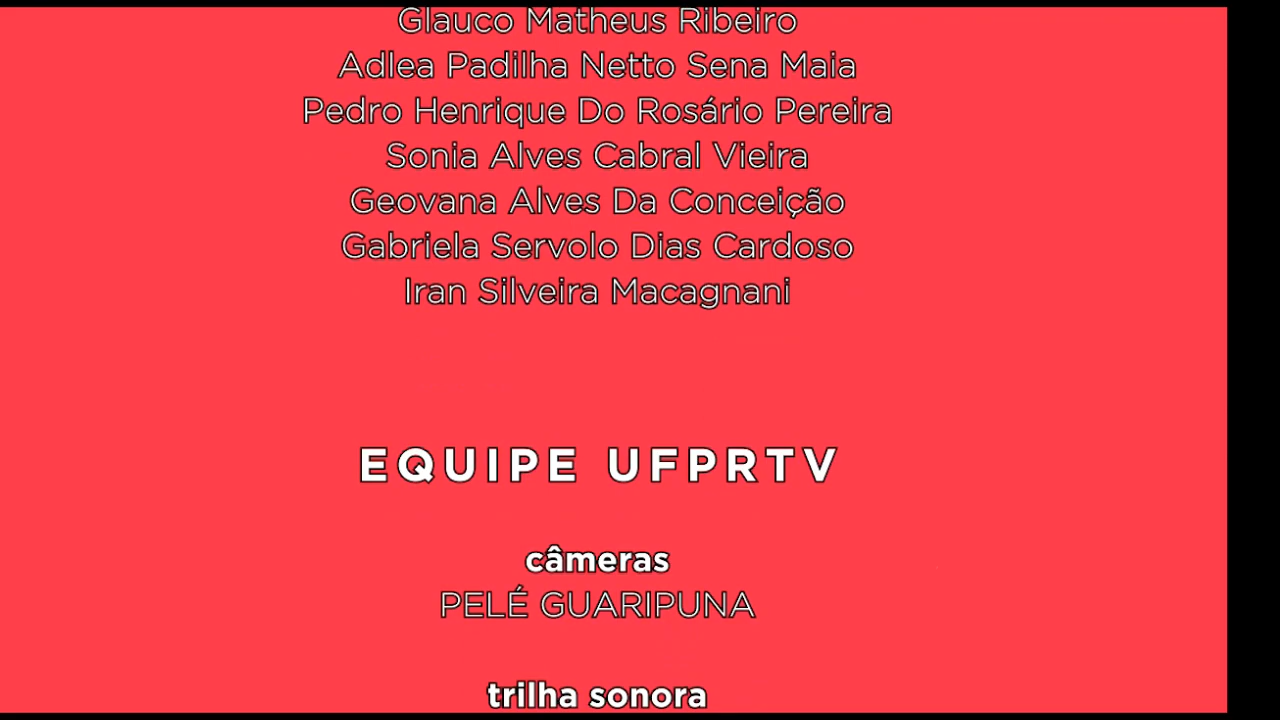 Glauco Matheus Ribeiro
Adlea Padilha Netto Sena Maia
Pedro Henrique Do Rosário Pereira
Sonia Alves Cabral Vieira
Geovana Alves Da Conceição
Gabriela Servolo Dias Cardoso
Iran Silveira Macagnani
EQUIPE UFPRTV
câmeras
PELÉ GUARIPUNA
trilha sonora